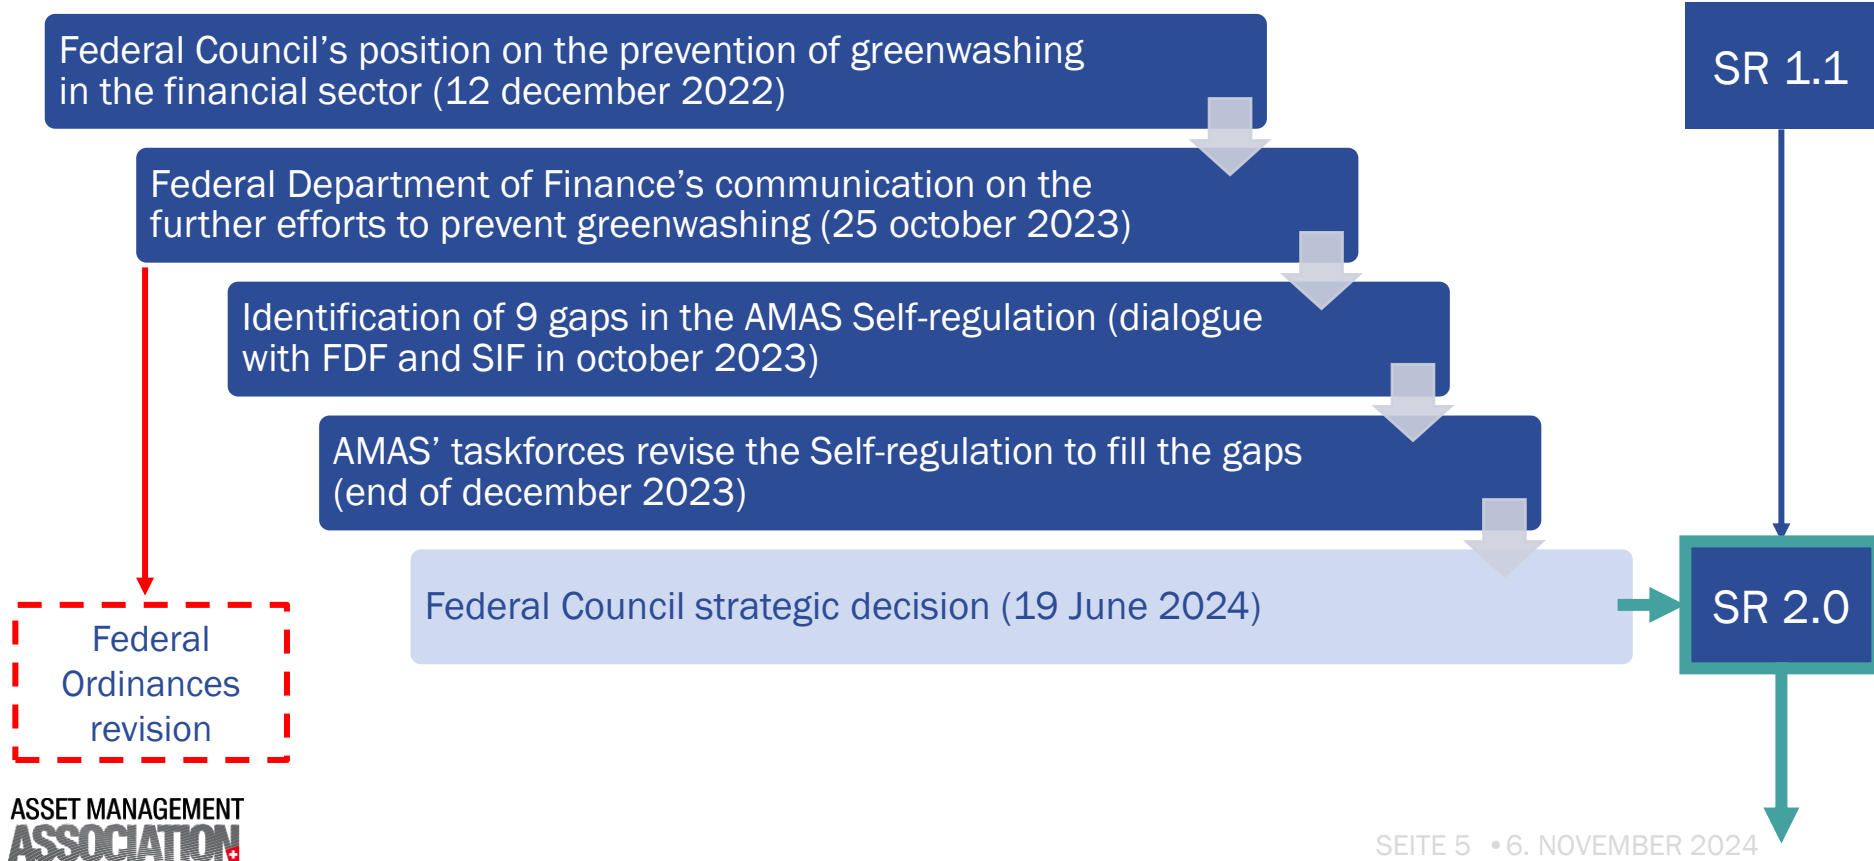 Federal Council’s position on the prevention of greenwashing
in the financial sector (12 december 2022)
SR 1.1
Federal Department of Finance’s communication on the
further efforts to prevent greenwashing (25 october 2023)
Identification of 9 gaps in the AMAS Self-regulation (dialogue
with FDF and SIF in october 2023)
AMAS’ taskforces revise the Self-regulation to fill the gaps
(end of december 2023)
Federal Council strategic decision (19 June 2024)
SR 2.0
Federal
Ordinances
revision
ASSET MANAGEMENT
ASSOCIATION
SEITE 5 • 6. NOVEMBER 2024